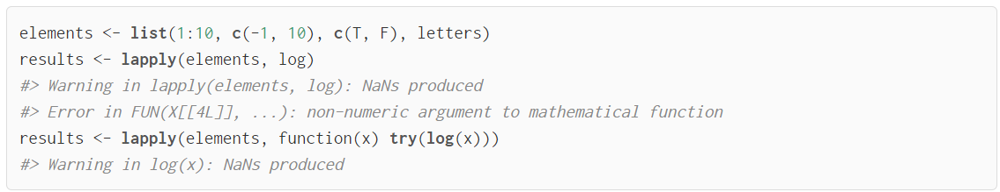 elements <- list(1:10, c(-1, 10), c(T, F), letters)
results <- lapply(elements, log)
#> Warning in lapply(elements, log): NaNs produced
#> Error in FUN(X[[4L]], ...): non-numeric argument to mathematical function
results <- lapply(elements, function(x) try(log(x)))
#> Warning in log(x): NaNs produced